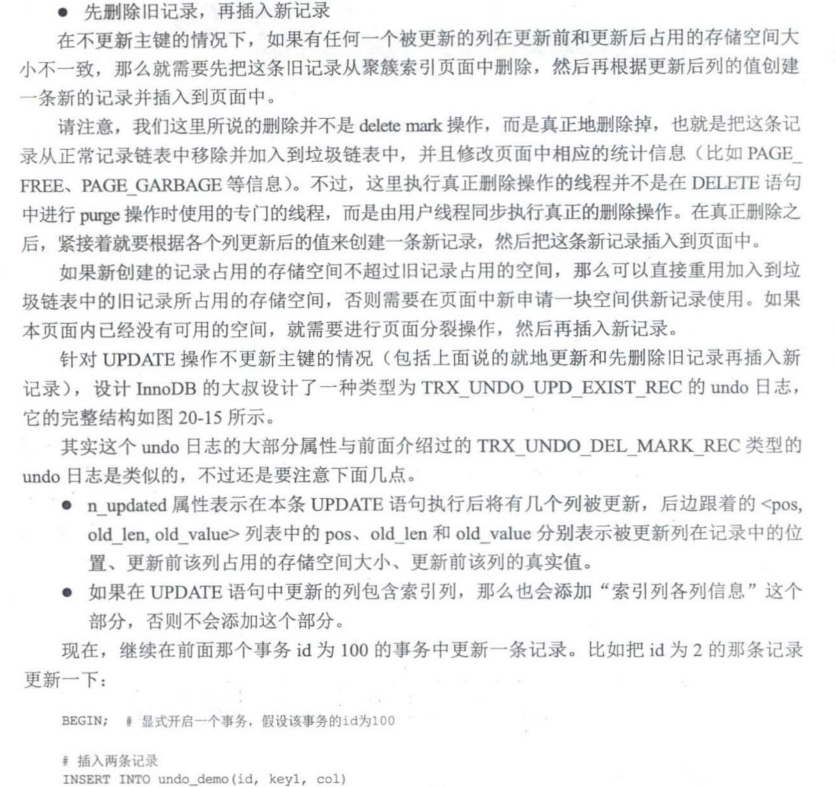 ● 先删除旧记录，再插入新记录
在不更新主键的情况下，如果有任何一个被更新的列在更新前和更新后占用的存储空间大
小不一致，那么就需要先把这条旧记录从聚簇索引页面中删除，然后再根据更新后列的值创建
一条新的记录并插入到页面中。
请注意，我们这里所说的删除并不是 delete mark 操作，而是真正地删除掉，也就是把这条记
录从正常记录链表中移除并加入到垃圾链表中，并且修改页面中相应的统计信息（比如 PAGE_
FREE、PAGE_GARBAGE 等信息）。不过，这里执行真正删除操作的线程并不是在 DELETE 语句
中进行 purge 操作时使用的专门的线程，而是由用户线程同步执行真正的删除操作。在真正删除之
后，紧接着就要根据各个列更新后的值来创建一条新记录，然后把这条新记录插入到页面中。
如果新创建的记录占用的存储空间不超过旧记录占用的空间，那么可以直接重用加入到垃
圾链表中的旧记录所占用的存储空间，否则需要在页面中新申请一块空间供新记录使用。如果
本页面内已经没有可用的空间，就需要进行页面分裂操作，然后再插入新记录。
针对 UPDATE 操作不更新主键的情况（包括上面说的就地更新和先删除旧记录再插入新
记录），设计 InnoDB 的大叔设计了一种类型为 TRX_UNDO_UPD_EXIST_REC 的 undo 日志，
它的完整结构如图 20-15 所示。
其实这个 undo 日志的大部分属性与前面介绍过的 TRX_UNDO_DEL_MARK_REC 类型的
undo 日志是类似的，不过还是要注意下面几点。
● n_updated 属性表示在本条 UPDATE 语句执行后将有几个列被更新，后边跟着的 <pos,
old_len, old_value> 列表中的 pos、old_len 和 old_value 分别表示被更新列在记录中的位
置、更新前该列占用的存储空间大小、更新前该列的真实值。
● 如果在 UPDATE 语句中更新的列包含索引列，那么也会添加“索引列各列信息”这个
部分，否则不会添加这个部分。
现在，继续在前面那个事务 id 为 100 的事务中更新一条记录。比如把 id 为 2 的那条记录
更新一下：
BEGIN; # 显式开启一个事务，假设该事务的id为100
# 插入两条记录
INSERT INTO undo_demo(id, key1, col)